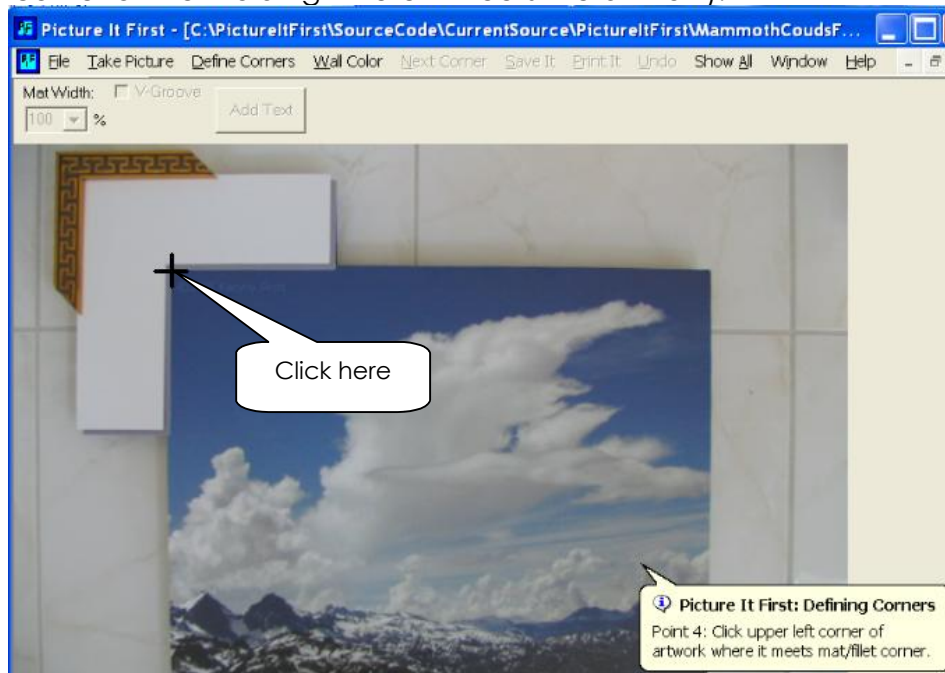 Picture It First - [C:\PictureItFirst\SourceCode\CurrentSource\PictureItFirst\MammothCoudsF...
File Take Picture Define Corners Wall Color Next Corner Save It Print It Undo Show All Window Help
Mat Width: V-Groove
100 % Add Text
Click here
Picture It First: Defining Corners
Point 4: Click upper left corner of
artwork where it meets mat/fillet corner.